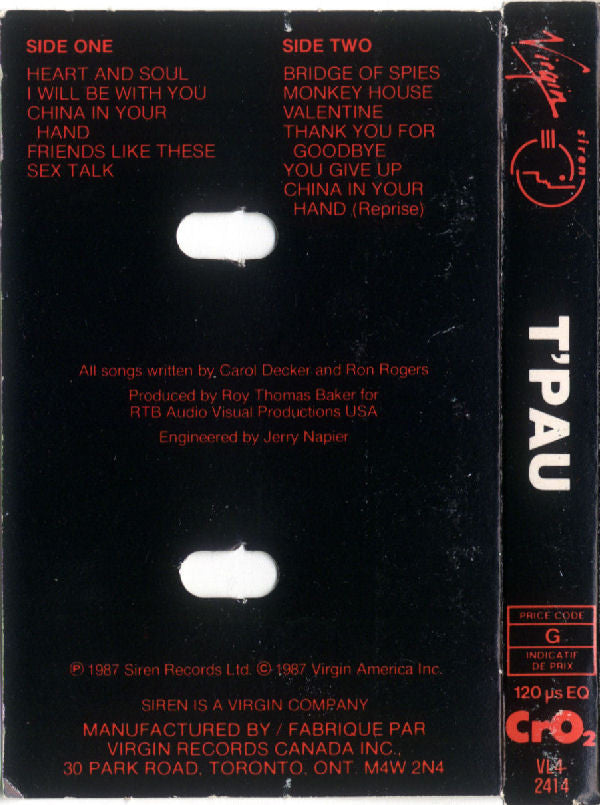 SIDE ONE
HEART AND SOUL
I WILL BE WITH YOU
CHINA IN YOUR
HAND
FRIENDS LIKE THESE
SEX TALK
SIDE TWO
BRIDGE OF SPIES
MONKEY HOUSE
VALENTINE
THANK YOU FOR
GOODBYE
YOU GIVE UP
CHINA IN YOUR
HAND (Reprise)
All songs written by Carol Decker and Ron Rogers
Produced by Roy Thomas Baker for
RTB Audio Visual Productions USA
Engineered by Jerry Napier
℗ 1987 Siren Records Ltd. © 1987 Virgin America Inc.
SIREN IS A VIRGIN COMPANY
MANUFACTURED BY / FABRIQUE PAR
VIRGIN RECORDS CANADA INC.,
30 PARK ROAD, TORONTO, ONT. M4W 2N4
Virgin
siren
T'PAU
PRICE CODE
G
INDICATIF
DE PRIX
120 µs EQ
CrO2
VL4
2414